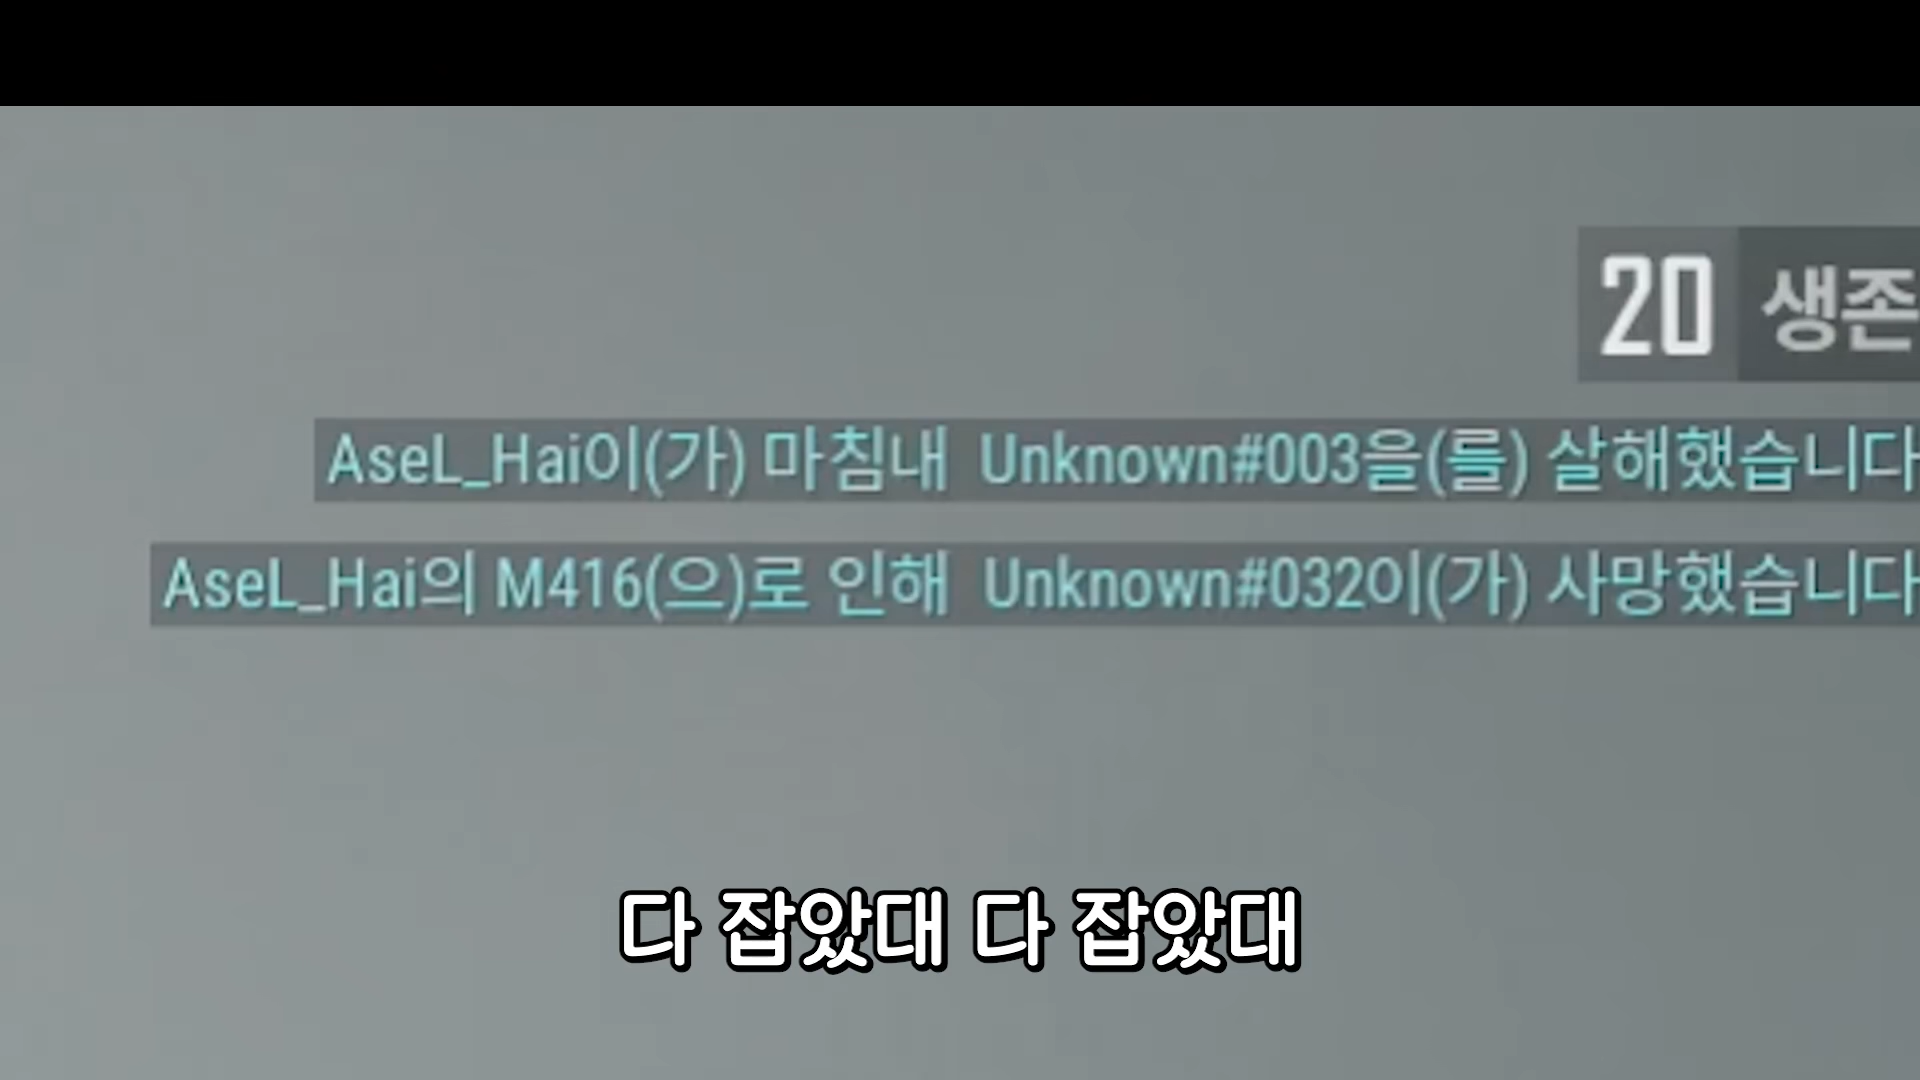 20 생존
AseL_Hai이(가) 마침내 Unknown#003을(를) 살해했습니다
AseL_Hai의 M416(으)로 인해 Unknown#032이(가) 사망했습니다
다 잡았대 다 잡았대